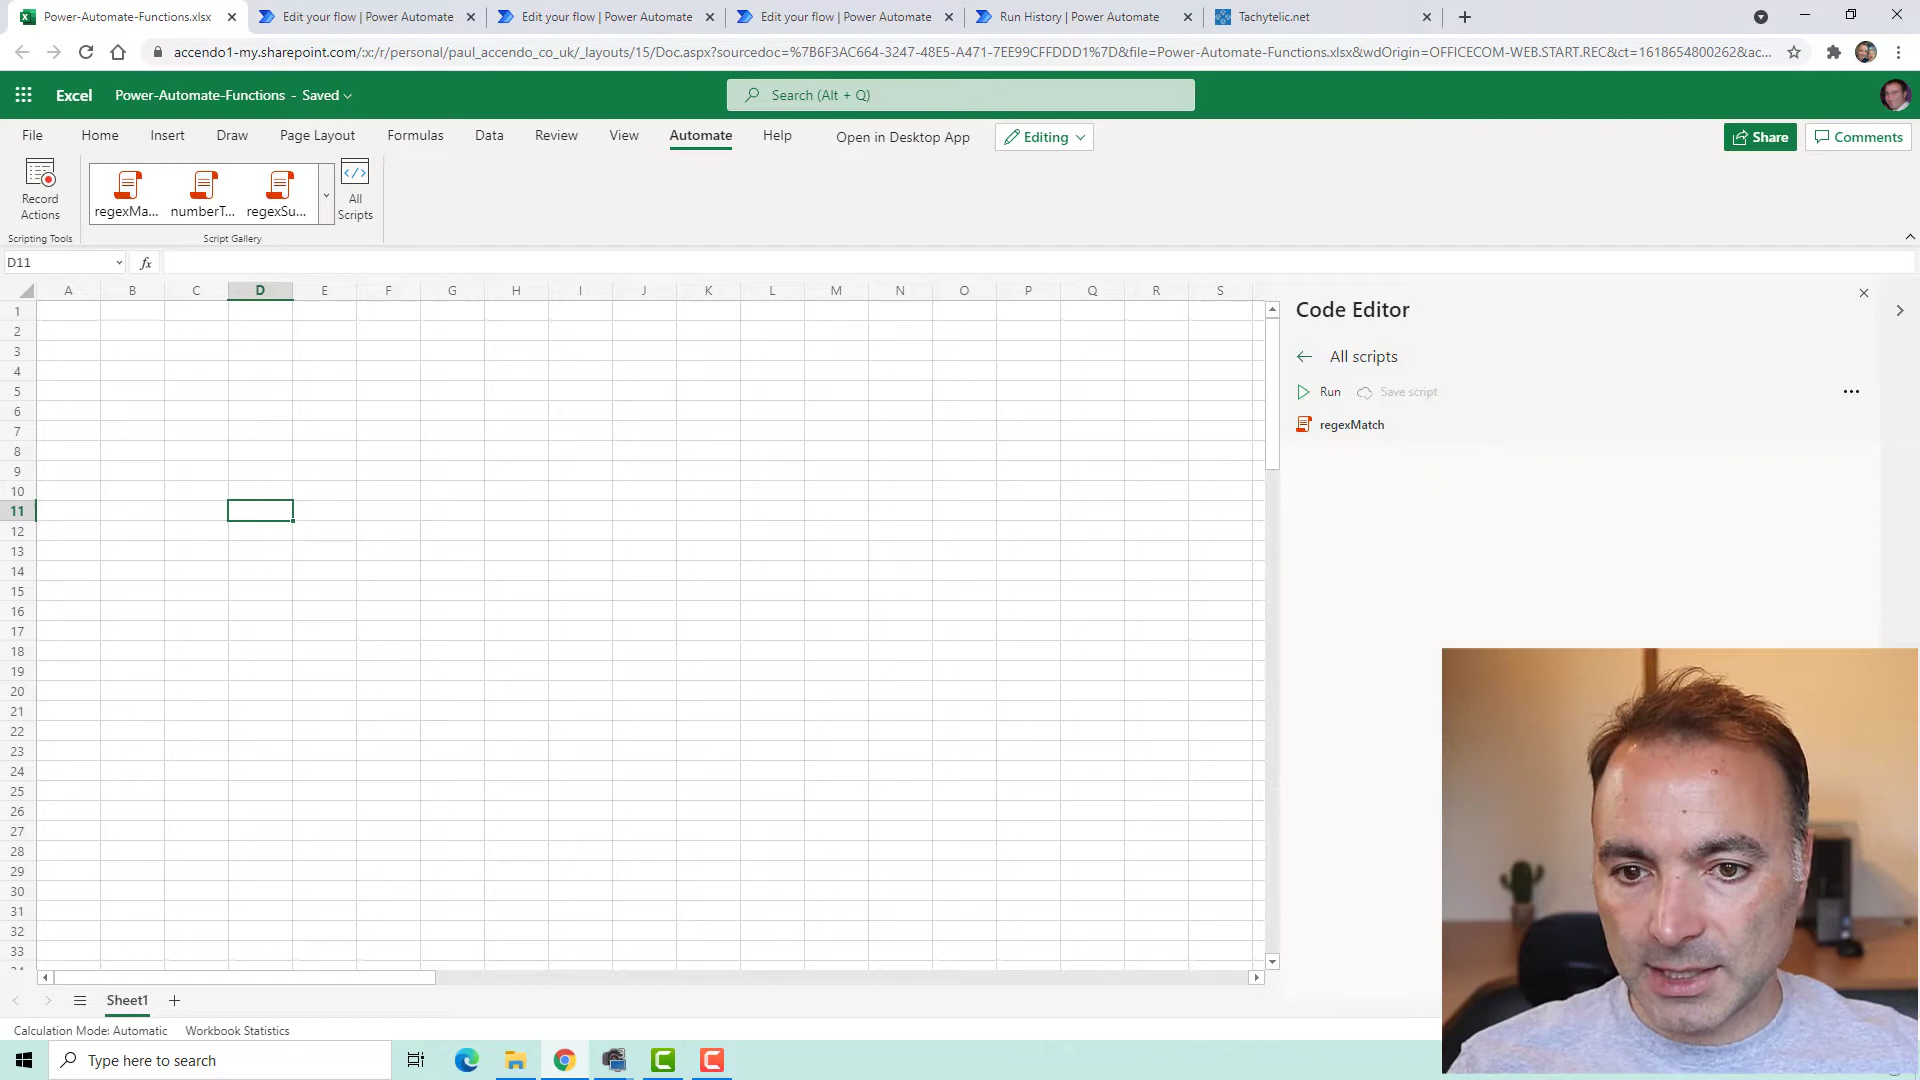 Power-Automate-Functions.xlsx
Edit your flow | Power Automate
Edit your flow | Power Automate
Edit your flow | Power Automate
Run History | Power Automate
Tachytelic.net
accendo1-my.sharepoint.com/:x:/r/personal/paul_accendo_co_uk/_layouts/15/Doc.aspx?sourcedoc=%7B6F3AC664-3247-48E5-A471-7EE99CFFDDD1%7D&file=Power-Automate-Functions.xlsx&wdOrigin=OFFICECOM-WEB.START.REC&ct=1618654800262&ac...
Excel Power-Automate-Functions - Saved
Search (Alt + Q)
File Home Insert Draw Page Layout Formulas Data Review View Automate Help Open in Desktop App Editing Share Comments
Record Actions
regexMa... numberT... regexSu...
All Scripts
Scripting Tools Script Gallery
D11 fx
A B C D E F G H I J K L M N O P Q R S
1
2
3
4
5
6
7
8
9
10
11
12
13
14
15
16
17
18
19
20
21
22
23
24
25
26
27
28
29
30
31
32
33
Code Editor
All scripts
Run Save script ...
regexMatch
Sheet1
Calculation Mode: Automatic Workbook Statistics
Type here to search